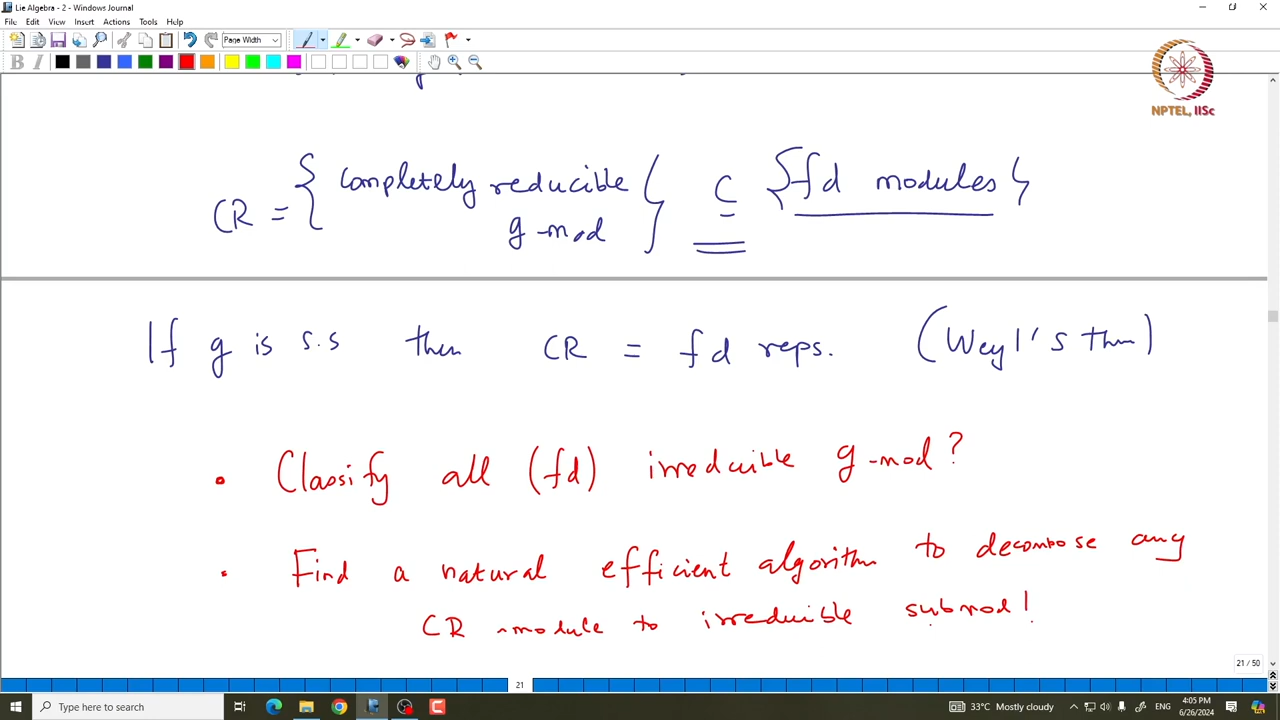 Lie Algebra - 2 - Windows Journal
File Edit View Insert Actions Tools Help
Page Width
NPTEL, IISc
CR = { completely reducible g-mod } ⊆ { fd modules }
If g is s.s then CR = fd reps. (Weyl's thm)
• Classify all (fd) irreducible g-mod?
• Find a natural efficient algorithm to decompose any
CR -module to irreduible submod!
21 / 50
21
Type here to search
33°C Mostly cloudy
ENG
4:05 PM
6/26/2024